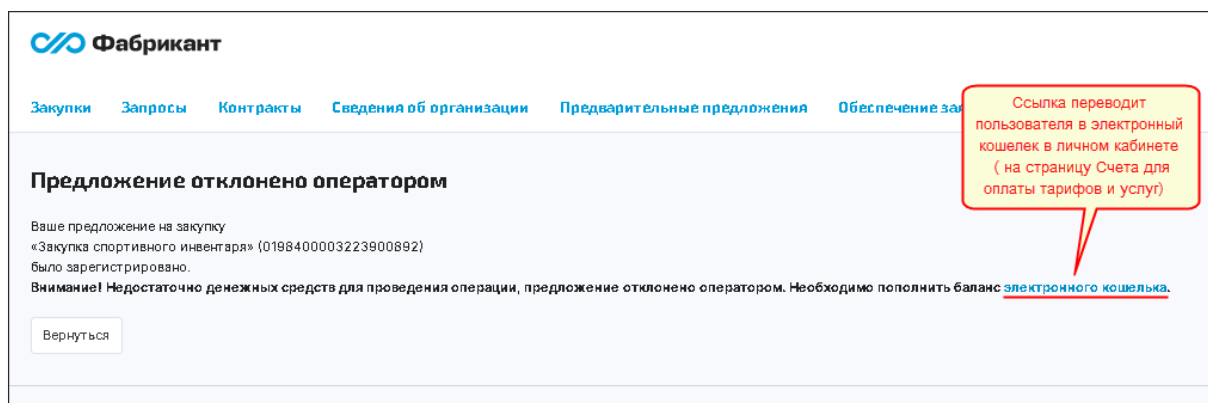 Фабрикант
Закупки Запросы Контракты Сведения об организации Предварительные предложения Обеспечение
Ссылка переводит
пользователя в электронный
кошелек в личном кабинете
( на страницу Счета для
оплаты тарифов и услуг)
Предложение отклонено оператором
Ваше предложение на закупку
«Закупка спортивного инвентаря» (0198400003223900892)
было зарегистрировано.
Внимание! Недостаточно денежных средств для проведения операции, предложение отклонено оператором. Необходимо пополнить баланс электронного кошелька.
Вернуться